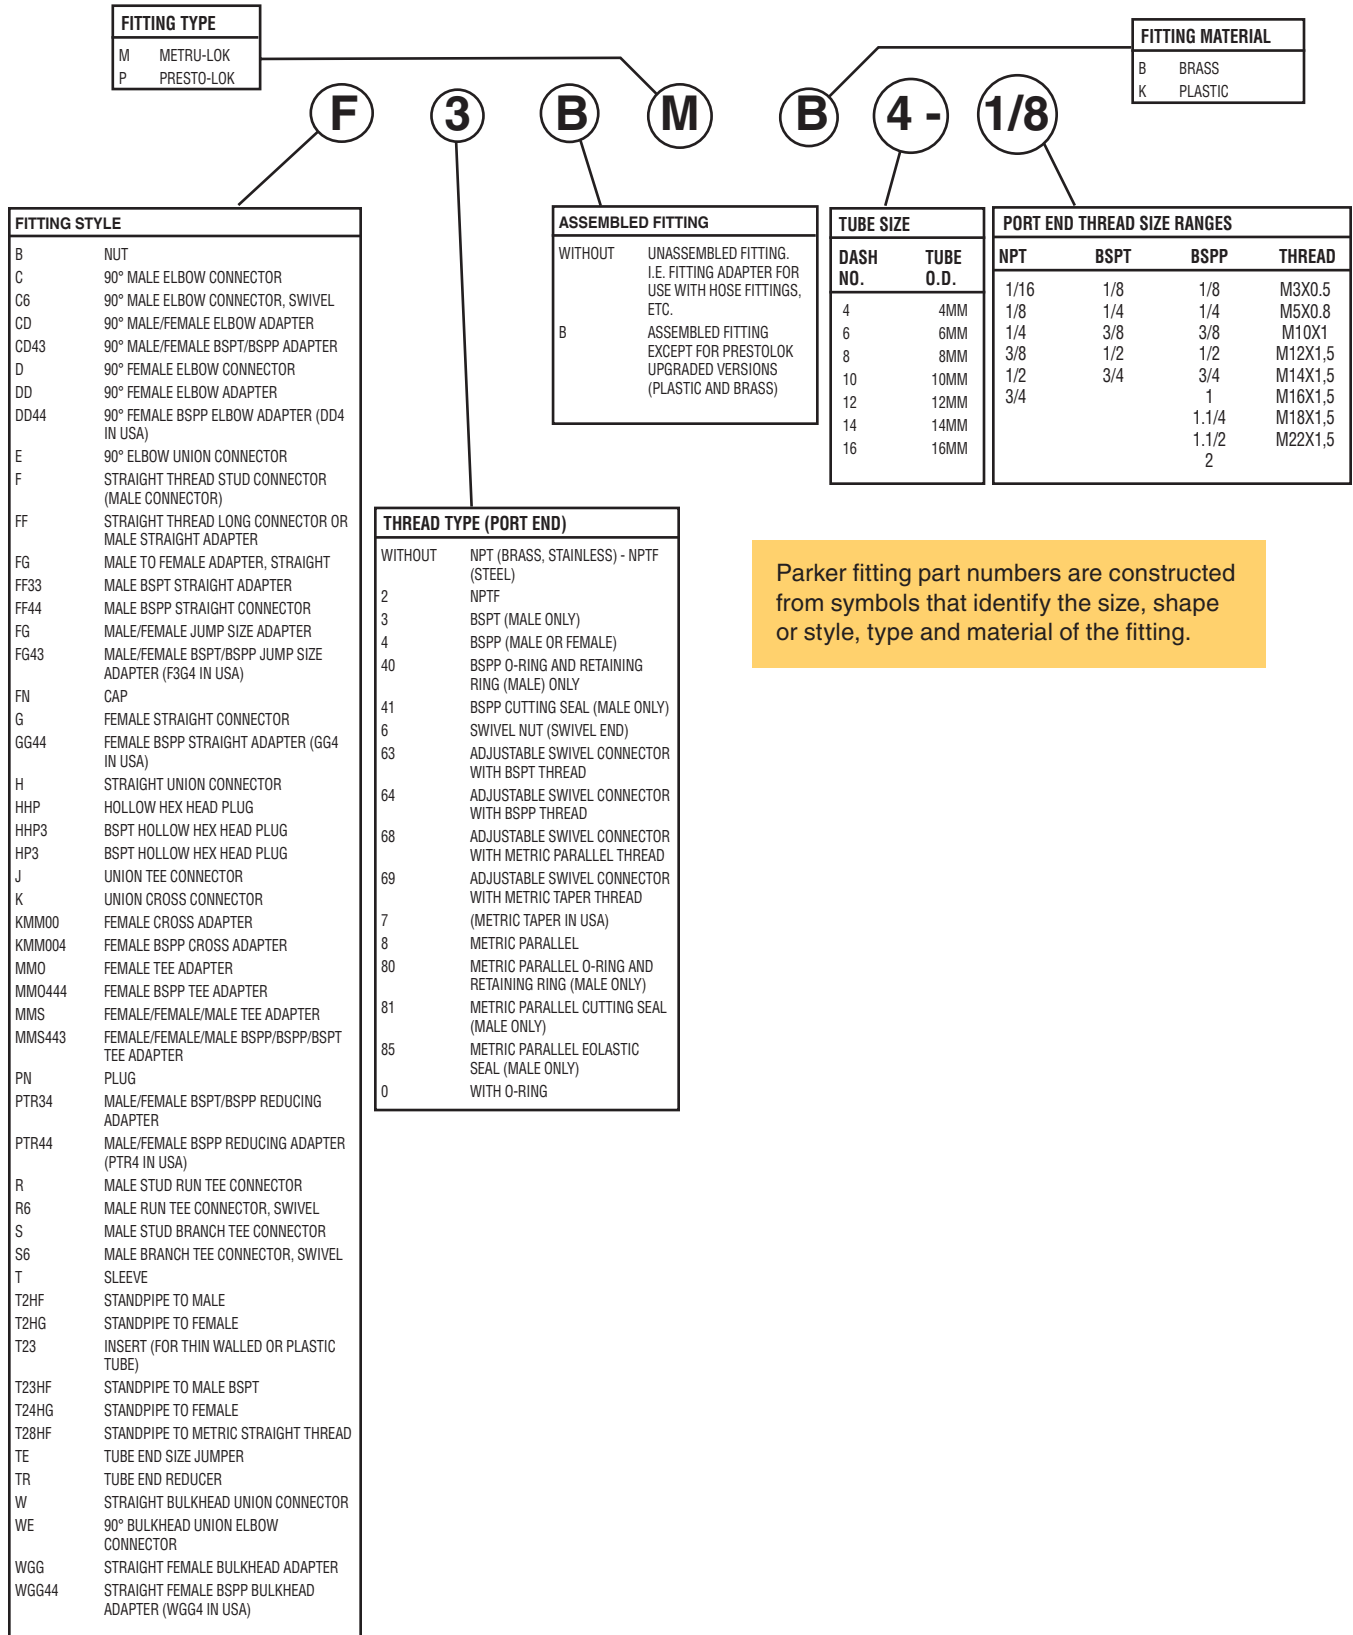 FITTING TYPE
M METRU-LOK
P PRESTO-LOK
FITTING MATERIAL
B BRASS
K PLASTIC
F 3 B M B 4 - 1/8
FITTING STYLE
B NUT
C 90° MALE ELBOW CONNECTOR
C6 90° MALE ELBOW CONNECTOR, SWIVEL
CD 90° MALE/FEMALE ELBOW ADAPTER
CD43 90° MALE/FEMALE BSPT/BSPP ADAPTER
D 90° FEMALE ELBOW CONNECTOR
DD 90° FEMALE ELBOW ADAPTER
DD44 90° FEMALE BSPP ELBOW ADAPTER (DD4
IN USA)
E 90° ELBOW UNION CONNECTOR
F STRAIGHT THREAD STUD CONNECTOR
(MALE CONNECTOR)
FF STRAIGHT THREAD LONG CONNECTOR OR
MALE STRAIGHT ADAPTER
FG MALE TO FEMALE ADAPTER, STRAIGHT
FF33 MALE BSPT STRAIGHT ADAPTER
FF44 MALE BSPP STRAIGHT CONNECTOR
FG MALE/FEMALE JUMP SIZE ADAPTER
FG43 MALE/FEMALE BSPT/BSPP JUMP SIZE
ADAPTER (F3G4 IN USA)
FN CAP
G FEMALE STRAIGHT CONNECTOR
GG44 FEMALE BSPP STRAIGHT ADAPTER (GG4
IN USA)
H STRAIGHT UNION CONNECTOR
HHP HOLLOW HEX HEAD PLUG
HHP3 BSPT HOLLOW HEX HEAD PLUG
HP3 BSPT HOLLOW HEX HEAD PLUG
J UNION TEE CONNECTOR
K UNION CROSS CONNECTOR
KMM00 FEMALE CROSS ADAPTER
KMM004 FEMALE BSPP CROSS ADAPTER
MMO FEMALE TEE ADAPTER
MMO444 FEMALE BSPP TEE ADAPTER
MMS FEMALE/FEMALE/MALE TEE ADAPTER
MMS443 FEMALE/FEMALE/MALE BSPP/BSPP/BSPT
TEE ADAPTER
PN PLUG
PTR34 MALE/FEMALE BSPT/BSPP REDUCING
ADAPTER
PTR44 MALE/FEMALE BSPP REDUCING ADAPTER
(PTR4 IN USA)
R MALE STUD RUN TEE CONNECTOR
R6 MALE RUN TEE CONNECTOR, SWIVEL
S MALE STUD BRANCH TEE CONNECTOR
S6 MALE BRANCH TEE CONNECTOR, SWIVEL
T SLEEVE
T2HF STANDPIPE TO MALE
T2HG STANDPIPE TO FEMALE
T23 INSERT (FOR THIN WALLED OR PLASTIC
TUBE)
T23HF STANDPIPE TO MALE BSPT
T24HG STANDPIPE TO FEMALE
T28HF STANDPIPE TO METRIC STRAIGHT THREAD
TE TUBE END SIZE JUMPER
TR TUBE END REDUCER
W STRAIGHT BULKHEAD UNION CONNECTOR
WE 90° BULKHEAD UNION ELBOW
CONNECTOR
WGG STRAIGHT FEMALE BULKHEAD ADAPTER
WGG44 STRAIGHT FEMALE BSPP BULKHEAD
ADAPTER (WGG4 IN USA)
THREAD TYPE (PORT END)
WITHOUT NPT (BRASS, STAINLESS) - NPTF
(STEEL)
2 NPTF
3 BSPT (MALE ONLY)
4 BSPP (MALE OR FEMALE)
40 BSPP O-RING AND RETAINING
RING (MALE) ONLY
41 BSPP CUTTING SEAL (MALE ONLY)
6 SWIVEL NUT (SWIVEL END)
63 ADJUSTABLE SWIVEL CONNECTOR
WITH BSPT THREAD
64 ADJUSTABLE SWIVEL CONNECTOR
WITH BSPP THREAD
68 ADJUSTABLE SWIVEL CONNECTOR
WITH METRIC PARALLEL THREAD
69 ADJUSTABLE SWIVEL CONNECTOR
WITH METRIC TAPER THREAD
7 (METRIC TAPER IN USA)
8 METRIC PARALLEL
80 METRIC PARALLEL O-RING AND
RETAINING RING (MALE ONLY)
81 METRIC PARALLEL CUTTING SEAL
(MALE ONLY)
85 METRIC PARALLEL EOLASTIC
SEAL (MALE ONLY)
0 WITH O-RING
ASSEMBLED FITTING
WITHOUT UNASSEMBLED FITTING.
I.E. FITTING ADAPTER FOR
USE WITH HOSE FITTINGS,
ETC.
B ASSEMBLED FITTING
EXCEPT FOR PRESTOLOK
UPGRADED VERSIONS
(PLASTIC AND BRASS)
TUBE SIZE
DASH TUBE
NO. O.D.
4 4MM
6 6MM
8 8MM
10 10MM
12 12MM
14 14MM
16 16MM
PORT END THREAD SIZE RANGES
NPT BSPT BSPP THREAD
1/16 1/8 1/8 M3X0.5
1/8 1/4 1/4 M5X0.8
1/4 3/8 3/8 M10X1
3/8 1/2 1/2 M12X1,5
1/2 3/4 3/4 M14X1,5
3/4 1 M16X1,5
1.1/4 M18X1,5
1.1/2 M22X1,5
2
Parker fitting part numbers are constructed
from symbols that identify the size, shape
or style, type and material of the fitting.